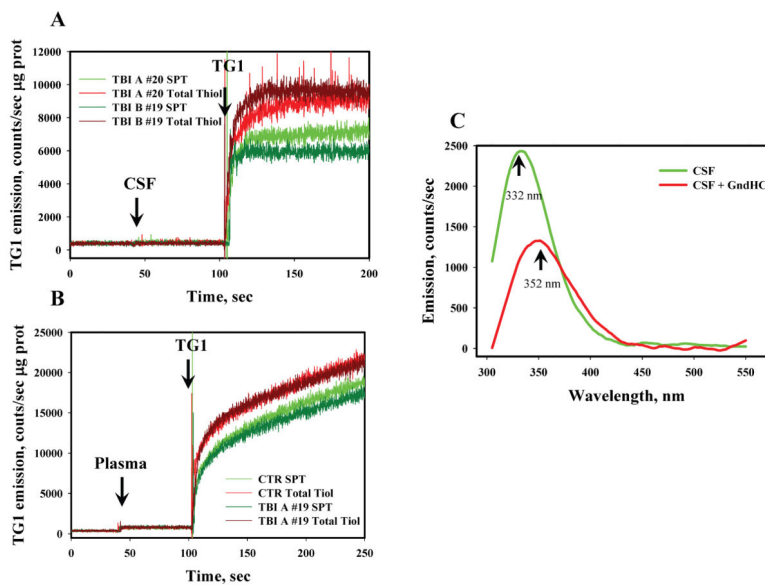 A
TG1 emission, counts/sec µg prot
12000
10000
8000
6000
4000
2000
0
TBI A #20 SPT
TBI A #20 Total Thiol
TBI B #19 SPT
TBI B #19 Total Thiol
TG1
CSF
0 50 100 150 200
Time, sec
B
TG1 emission, counts/sec µg prot
25000
20000
15000
10000
5000
0
TG1
Plasma
CTR SPT
CTR Total Tiol
TBI A #19 SPT
TBI A #19 Total Tiol
0 50 100 150 200 250
Time, sec
C
Emission, counts/sec
2500
2000
1500
1000
500
0
CSF
CSF + GndHCl
332 nm
352 nm
300 350 400 450 500 550
Wavelength, nm